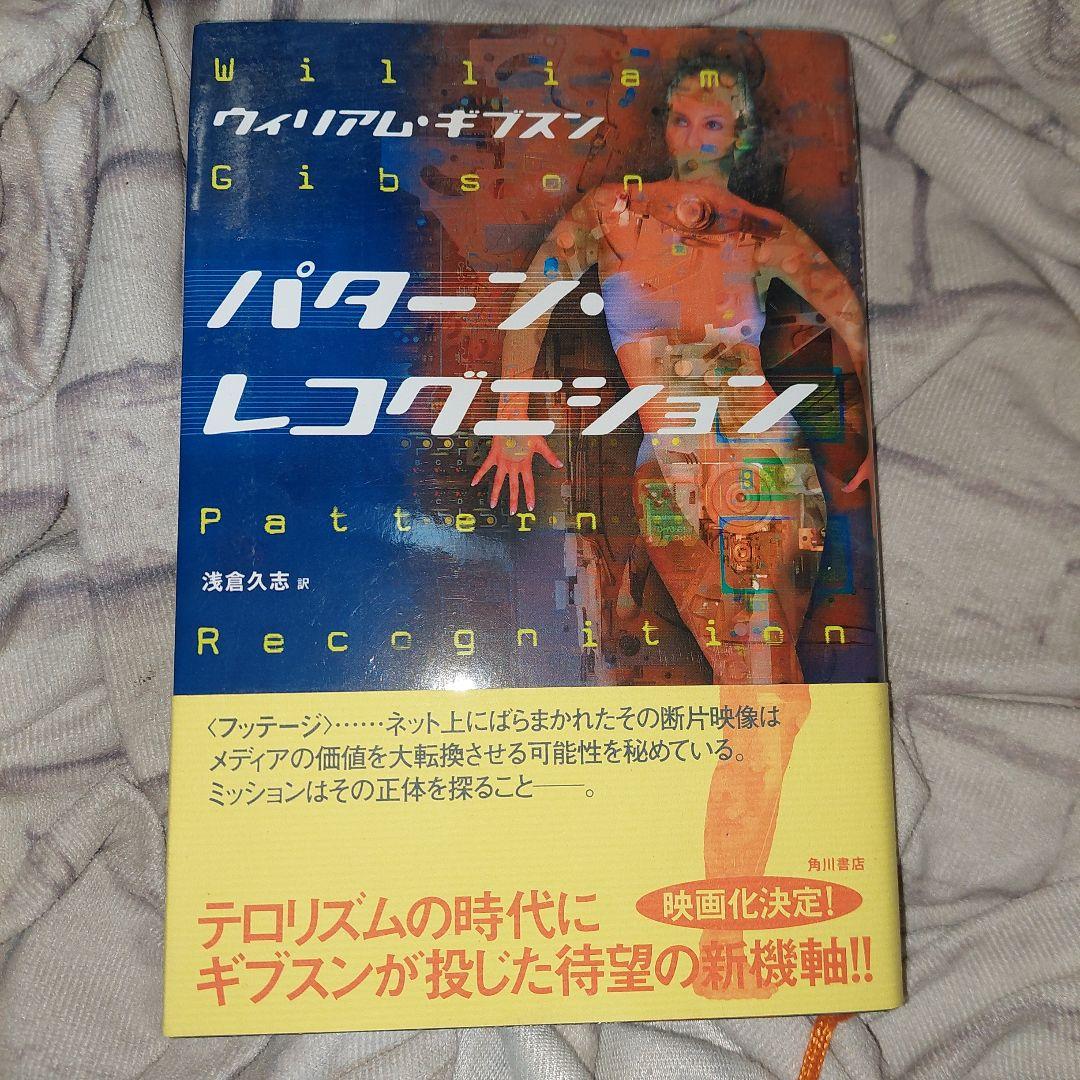 William
ウィリアム・ギブスン
Gibson
パターン・
レコグニション
Pattern
浅倉久志 訳
Recognition
〈フッテージ〉……ネット上にばらまかれたその断片映像は
メディアの価値を大転換させる可能性を秘めている。
ミッションはその正体を探ること――。
角川書店
映画化決定!
テロリズムの時代に
ギブスンが投じた待望の新機軸!!